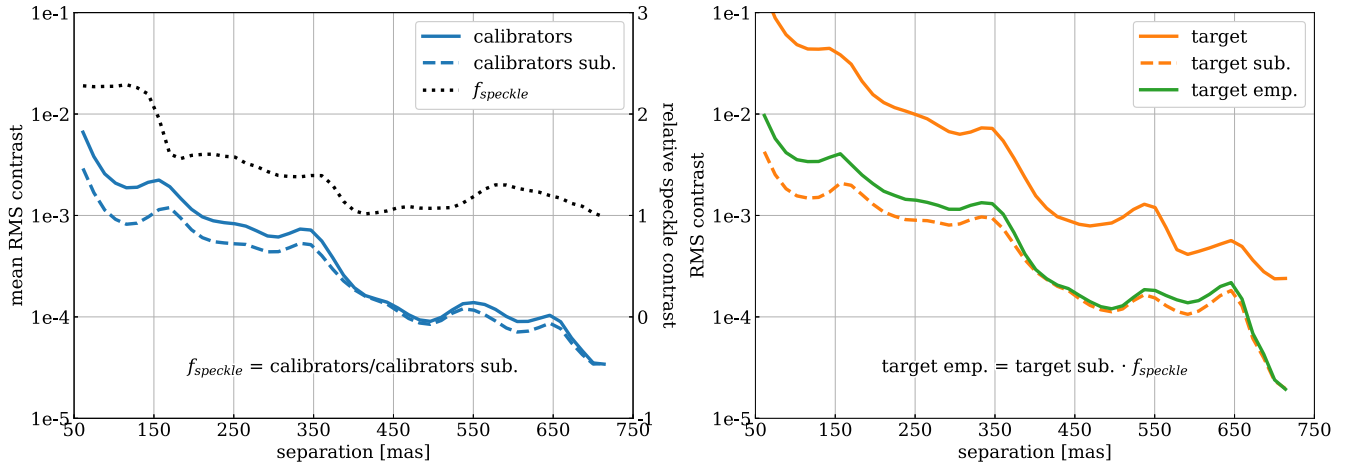 1e-1
1e-2
1e-3
1e-4
1e-5
mean RMS contrast
50 150 250 350 450 550 650 750
separation [mas]
3
2
1
0
-1
relative speckle contrast
calibrators
calibrators sub.
f_speckle
f_speckle = calibrators/calibrators sub.
1e-1
1e-2
1e-3
1e-4
1e-5
RMS contrast
50 150 250 350 450 550 650 750
separation [mas]
target
target sub.
target emp.
target emp. = target sub. · f_speckle